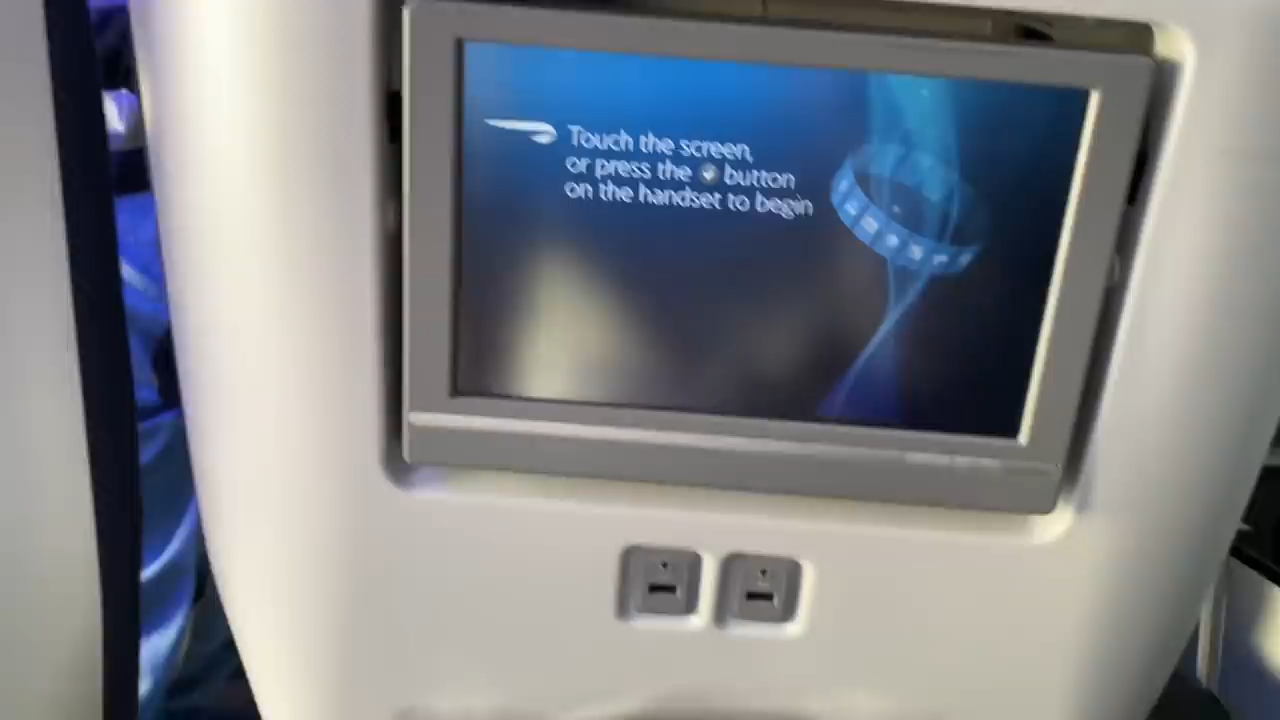 Touch the screen,
or press the button
on the handset to begin